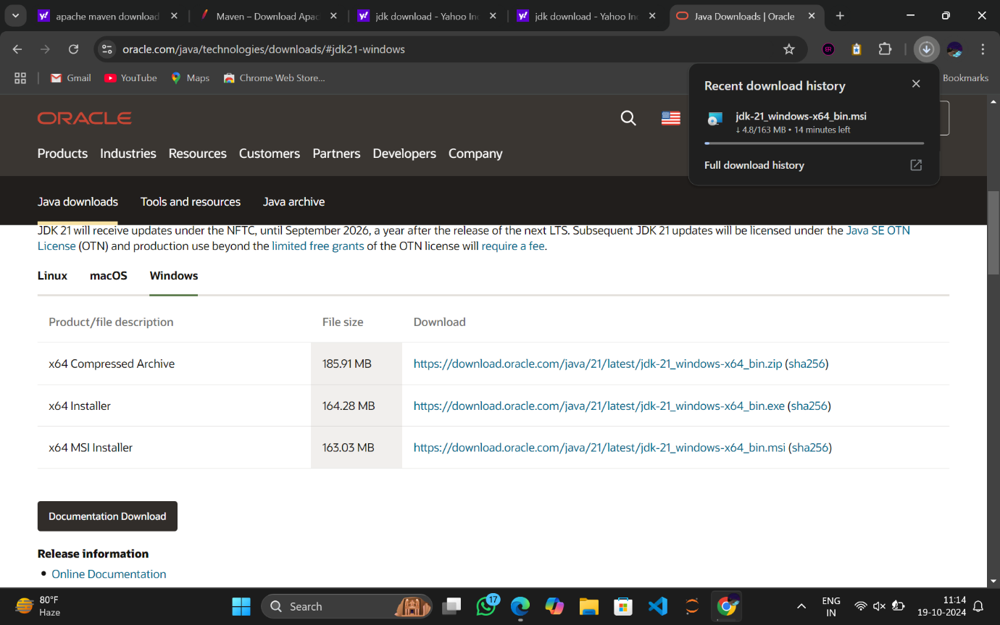 apache maven download
Maven – Download Apac
jdk download - Yahoo Inc
jdk download - Yahoo Inc
Java Downloads | Oracle
oracle.com/java/technologies/downloads/#jdk21-windows
Gmail
YouTube
Maps
Chrome Web Store...
Bookmarks
Recent download history
jdk-21_windows-x64_bin.msi
↓ 4.8/163 MB • 14 minutes left
Full download history
ORACLE
Products Industries Resources Customers Partners Developers Company
Java downloads Tools and resources Java archive
JDK 21 will receive updates under the NFTC, until September 2026, a year after the release of the next LTS. Subsequent JDK 21 updates will be licensed under the Java SE OTN
License (OTN) and production use beyond the limited free grants of the OTN license will require a fee.
Linux macOS Windows
Product/file description File size Download
x64 Compressed Archive 185.91 MB https://download.oracle.com/java/21/latest/jdk-21_windows-x64_bin.zip (sha256)
x64 Installer 164.28 MB https://download.oracle.com/java/21/latest/jdk-21_windows-x64_bin.exe (sha256)
x64 MSI Installer 163.03 MB https://download.oracle.com/java/21/latest/jdk-21_windows-x64_bin.msi (sha256)
Documentation Download
Release information
• Online Documentation
80°F
Haze
Search
17
ENG
IN
11:14
19-10-2024